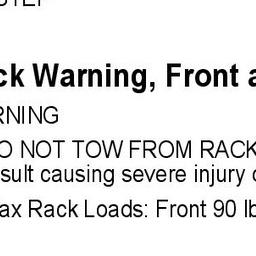 ck Warning, Front a
RNING
O NOT TOW FROM RACK
sult causing severe injury
ax Rack Loads: Front 90 lb